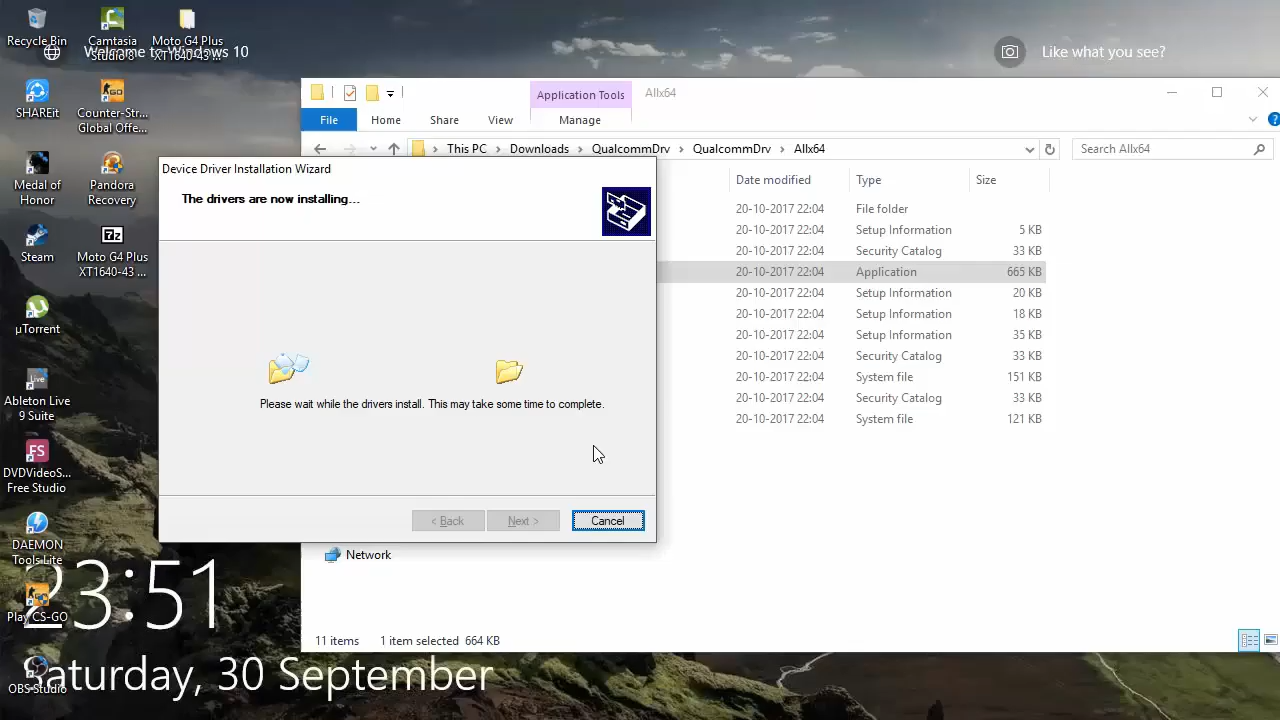 Recycle Bin
Camtasia
Studio 8
Moto G4 Plus
XT1640-43 ...
Welcome to Windows 10
Like what you see?
SHAREit
Counter-Str...
Global Offe...
Medal of
Honor
Pandora
Recovery
Steam
Moto G4 Plus
XT1640-43 ...
µTorrent
Live
Ableton Live
9 Suite
FS
DVDVideoS...
Free Studio
DAEMON
Tools Lite
Play CS-GO
OBS Studio
23:51
Saturday, 30 September
Application Tools
Allx64
File
Home
Share
View
Manage
This PC
Downloads
QualcommDrv
QualcommDrv
Allx64
Search Allx64
Date modified Type Size
20-10-2017 22:04 File folder
20-10-2017 22:04 Setup Information 5 KB
20-10-2017 22:04 Security Catalog 33 KB
20-10-2017 22:04 Application 665 KB
20-10-2017 22:04 Setup Information 20 KB
20-10-2017 22:04 Setup Information 18 KB
20-10-2017 22:04 Setup Information 35 KB
20-10-2017 22:04 Security Catalog 33 KB
20-10-2017 22:04 System file 151 KB
20-10-2017 22:04 Security Catalog 33 KB
20-10-2017 22:04 System file 121 KB
Network
11 items 1 item selected 664 KB
Device Driver Installation Wizard
The drivers are now installing...
Please wait while the drivers install. This may take some time to complete.
< Back
Next >
Cancel